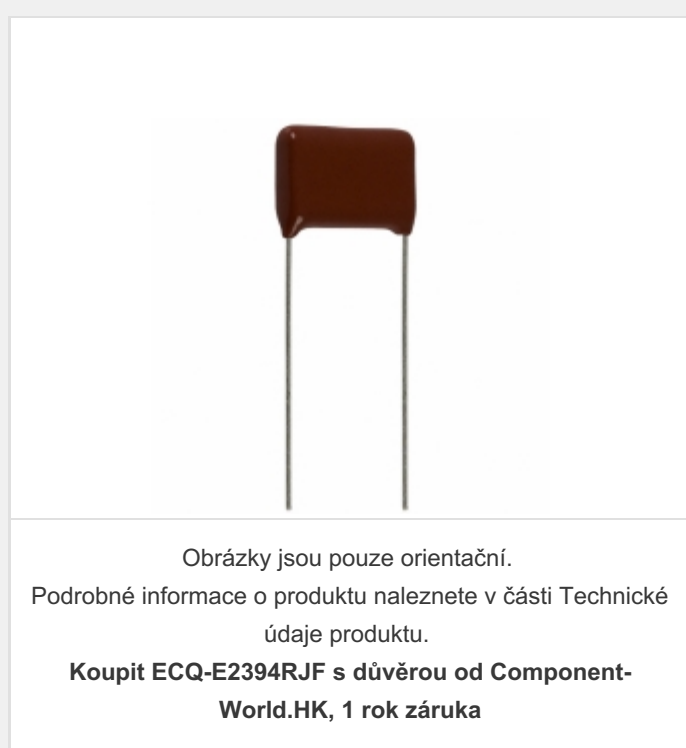 Obrázky jsou pouze orientační.
Podrobné informace o produktu naleznete v části Technické
údaje produktu.
Koupit ECQ-E2394RJF s důvěrou od Component-
World.HK, 1 rok záruka